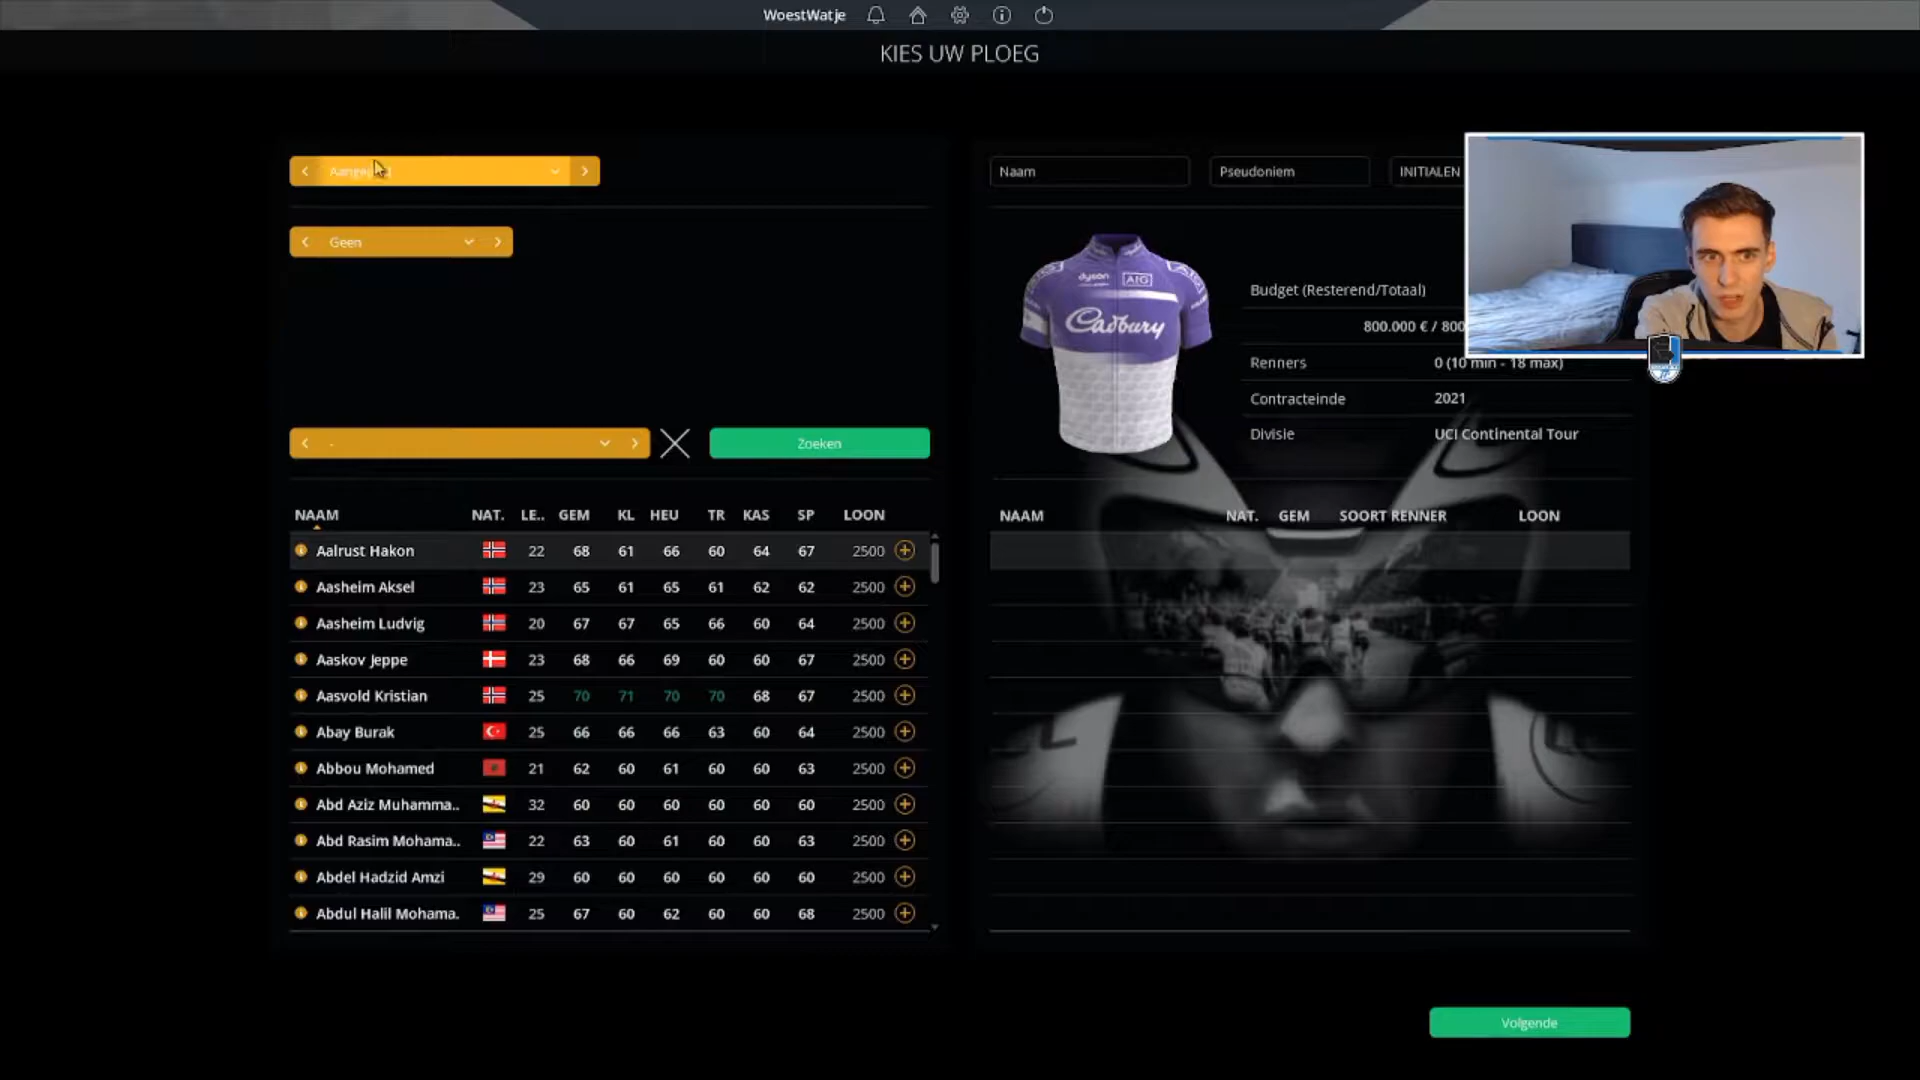 WoestWatje
KIES UW PLOEG
Geen
-
Zoeken
NAAM NAT. LE.. GEM KL HEU TR KAS SP LOON
Aalrust Hakon 22 68 61 66 60 64 67 2500
Aasheim Aksel 23 65 61 65 61 62 62 2500
Aasheim Ludvig 20 67 67 65 66 60 64 2500
Aaskov Jeppe 23 68 66 69 60 60 67 2500
Aasvold Kristian 25 70 71 70 70 68 67 2500
Abay Burak 25 66 66 66 63 60 64 2500
Abbou Mohamed 21 62 60 61 60 60 63 2500
Abd Aziz Muhamma.. 32 60 60 60 60 60 60 2500
Abd Rasim Mohama.. 22 63 60 61 60 60 63 2500
Abdel Hadzid Amzi 29 60 60 60 60 60 60 2500
Abdul Halil Mohama. 25 67 60 62 60 60 68 2500
Naam Pseudoniem INITIALEN
dyson AIG
Cadbury
Budget (Resterend/Totaal)
800.000 € / 800
Renners 0 (10 min - 18 max)
Contracteinde 2021
Divisie UCI Continental Tour
NAAM NAT. GEM SOORT RENNER LOON
Volgende